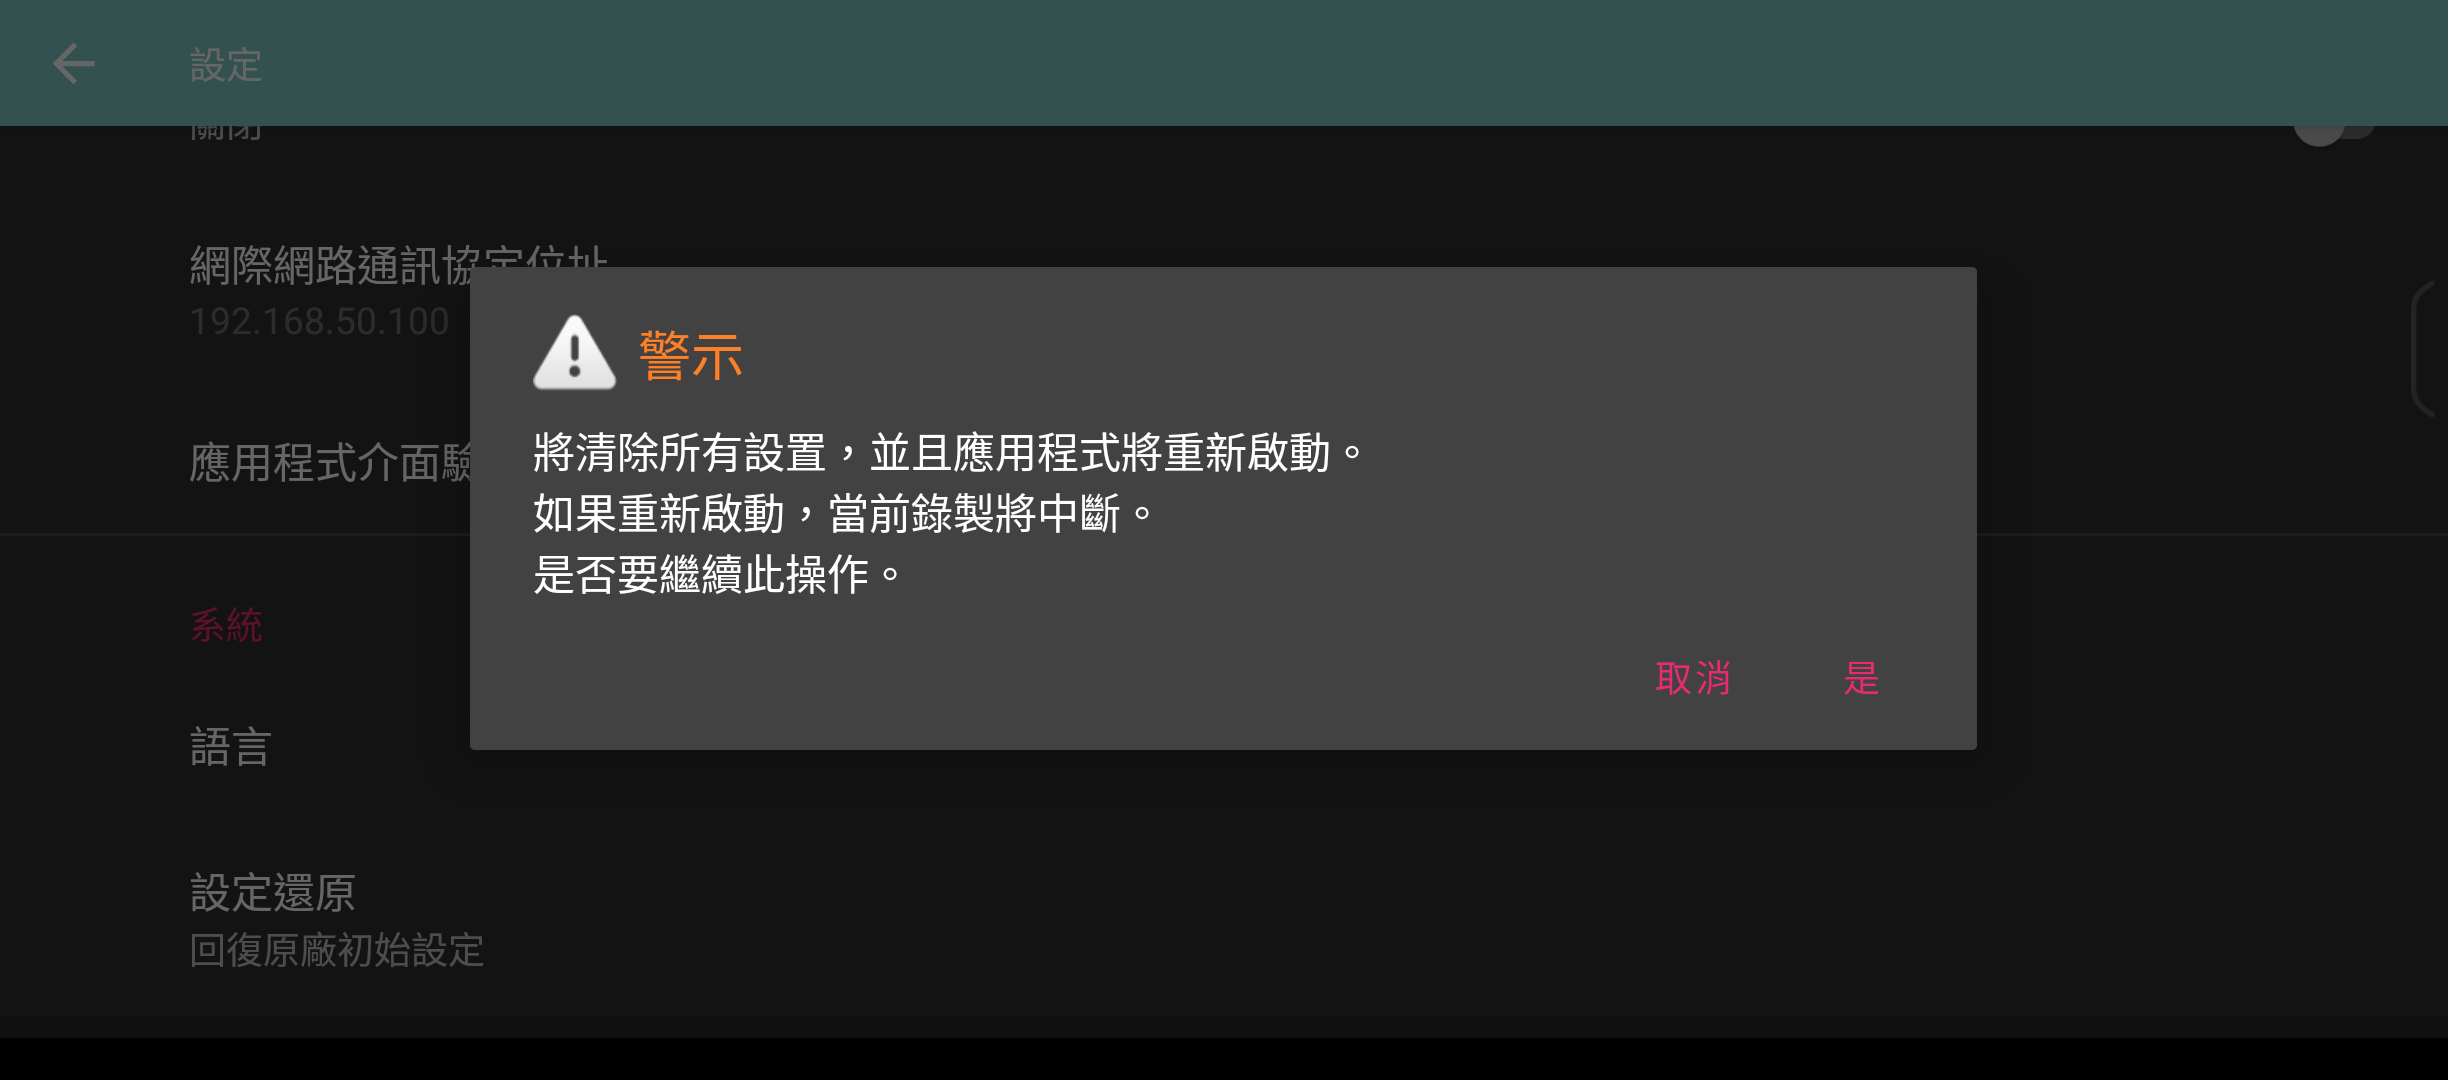 設定
關閉
網際網路通訊協定位址
192.168.50.100
應用程式介面驗
警示
將清除所有設置，並且應用程式將重新啟動。
如果重新啟動，當前錄製將中斷。
是否要繼續此操作。
取消 是
系統
語言
設定還原
回復原廠初始設定